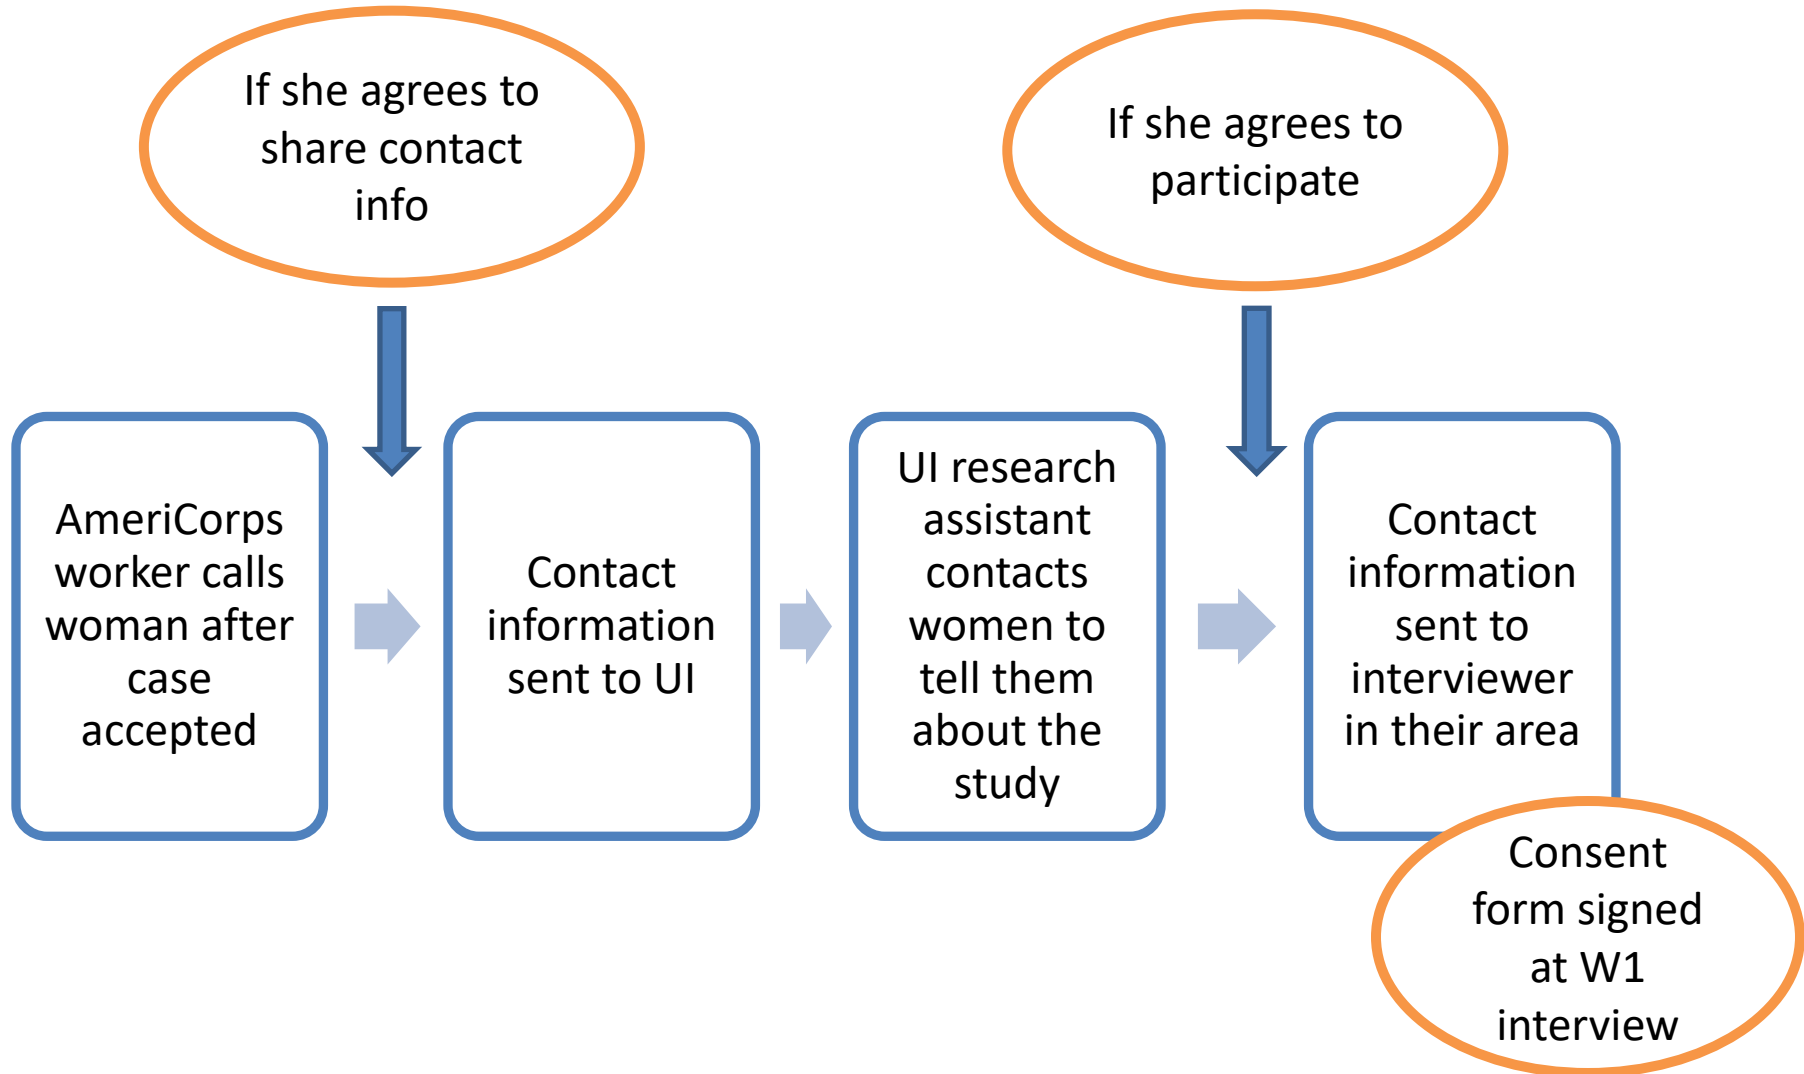 If she agrees to
share contact
info
If she agrees to
participate
AmeriCorps
worker calls
woman after
case
accepted
Contact
information
sent to UI
UI research
assistant
contacts
women to
tell them
about the
study
Contact
information
sent to
interviewer
in their area
Consent
form signed
at W1
interview